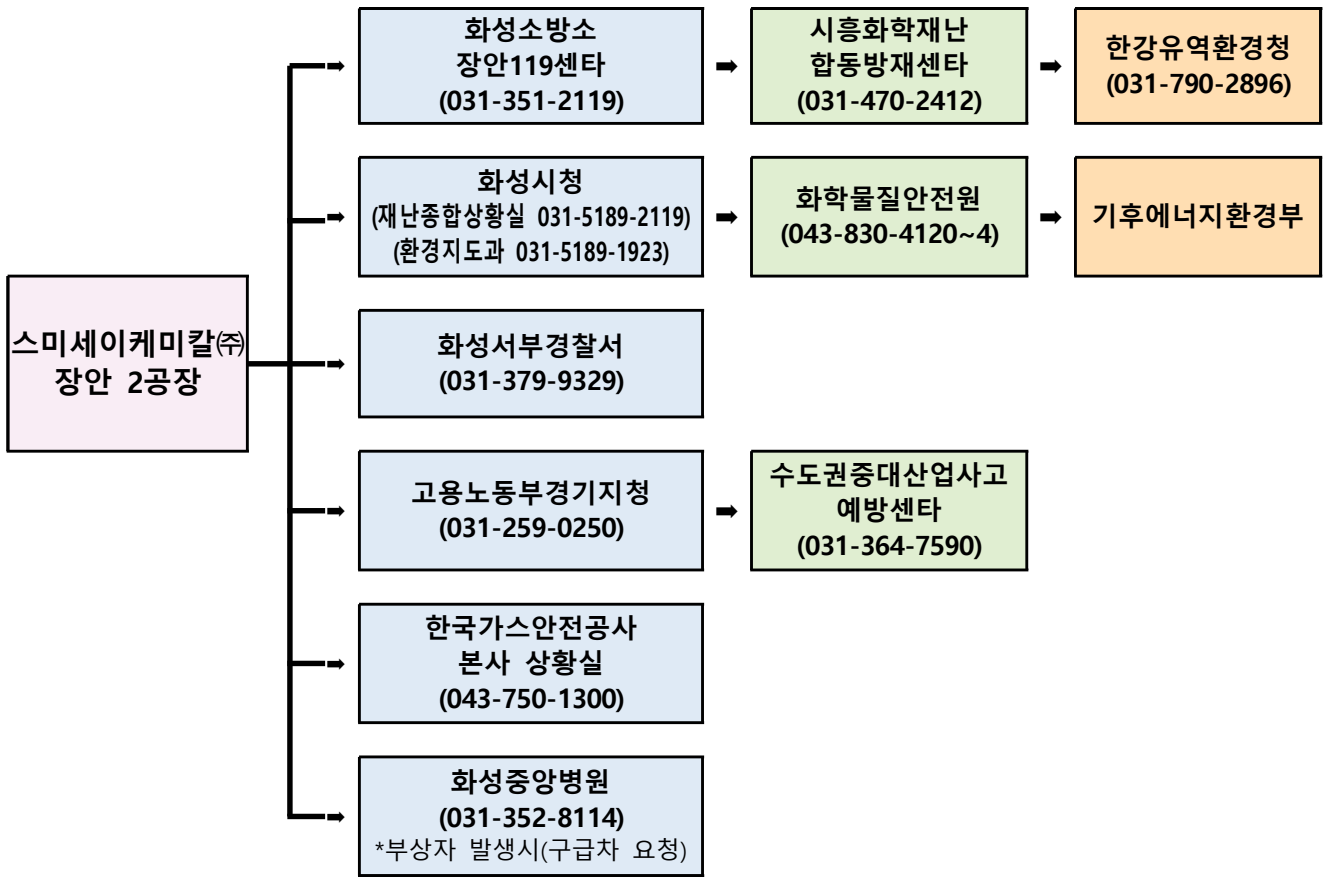 화성소방소
장안119센타
(031-351-2119)
시흥화학재난
합동방재센타
(031-470-2412)
한강유역환경청
(031-790-2896)
화성시청
(재난종합상황실 031-5189-2119)
(환경지도과 031-5189-1923)
화학물질안전원
(043-830-4120~4)
기후에너지환경부
스미세이케미칼㈜
장안 2공장
화성서부경찰서
(031-379-9329)
고용노동부경기지청
(031-259-0250)
수도권중대산업사고
예방센타
(031-364-7590)
한국가스안전공사
본사 상황실
(043-750-1300)
화성중앙병원
(031-352-8114)
*부상자 발생시(구급차 요청)